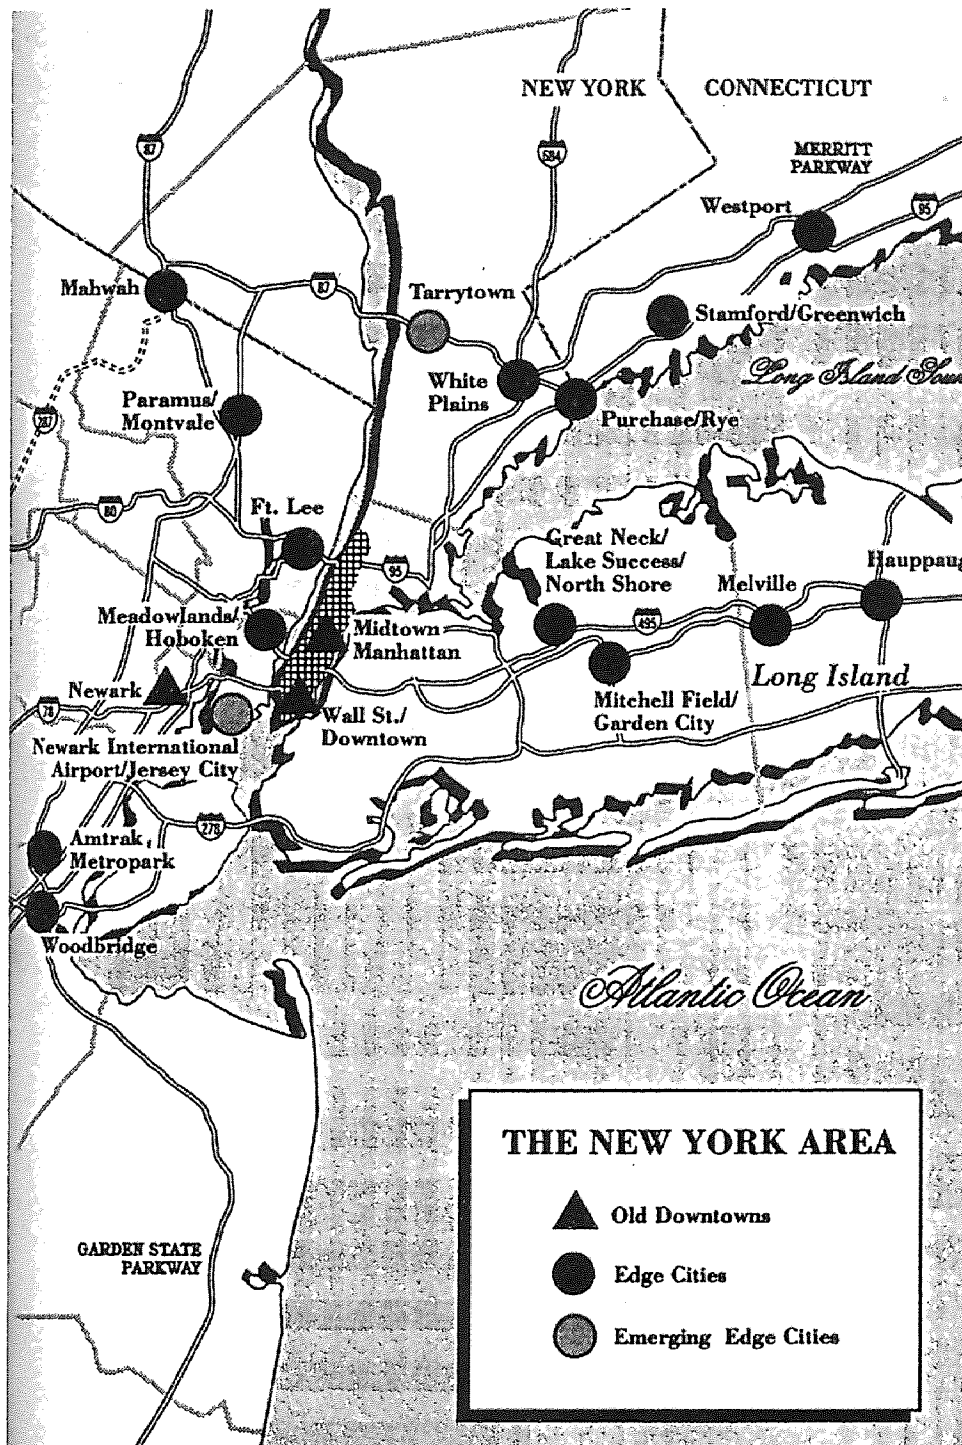 NEW YORK
CONNECTICUT
87
684
MERRITT
PARKWAY
Westport
95
Mahwah
87
Tarrytown
Stamford/Greenwich
Long Island Soun
White
Plains
Paramus/
Montvale
287
Purchase/Rye
80
Ft. Lee
95
Great Neck/
Lake Success/
North Shore
Melville
Hauppaug
Meadowlands/
Hoboken
Midtown
Manhattan
495
Newark
78
Wall St./
Downtown
Mitchell Field/
Garden City
Long Island
Newark International
Airport/Jersey City
278
Amtrak
Metropark
Woodbridge
Atlantic Ocean
GARDEN STATE
PARKWAY
THE NEW YORK AREA
Old Downtowns
Edge Cities
Emerging Edge Cities